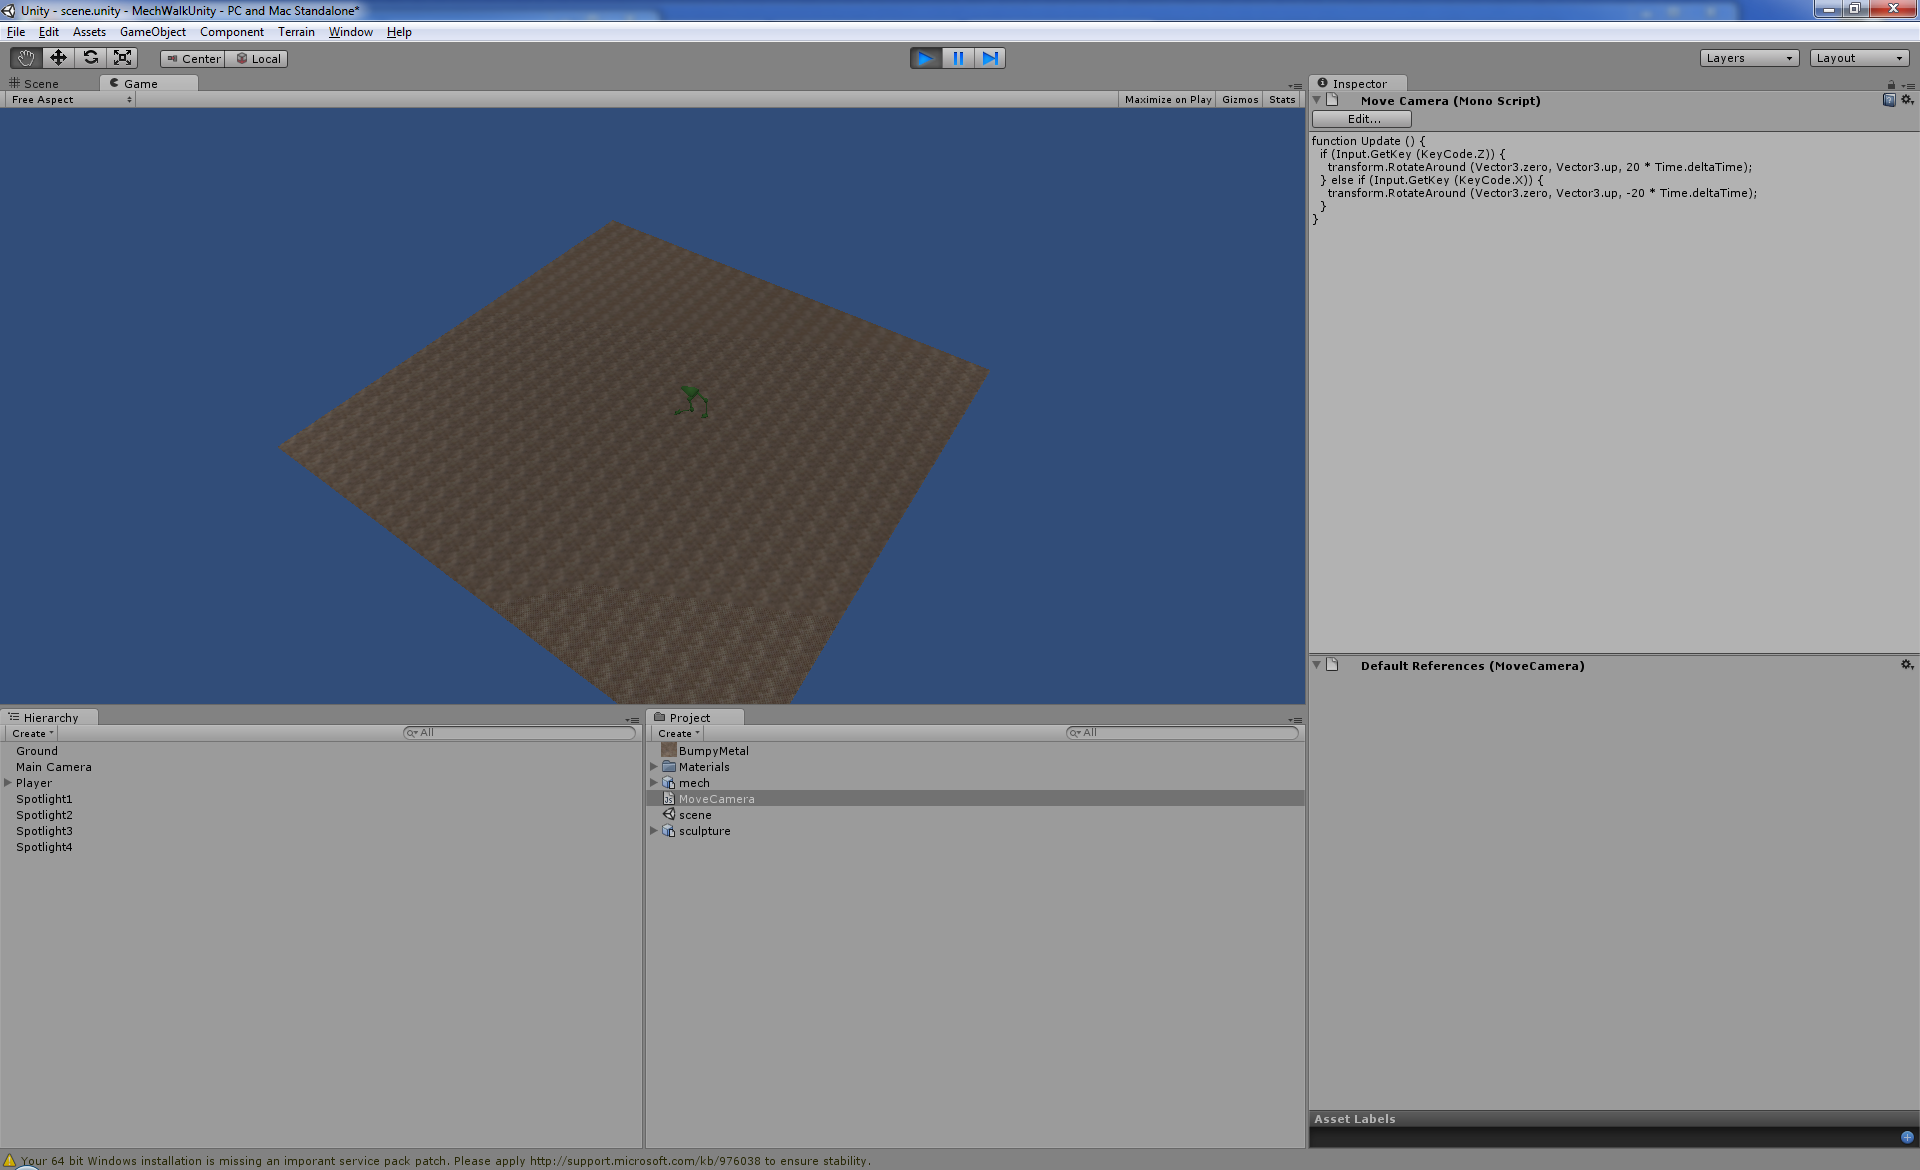 Unity - scene.unity - MechWalkUnity - PC and Mac Standalone*
File Edit Assets GameObject Component Terrain Window Help
Center Local Layers Layout
Scene Game
Free Aspect Maximize on Play Gizmos Stats
Inspector
Move Camera (Mono Script)
Edit...
function Update () {
if (Input.GetKey (KeyCode.Z)) {
transform.RotateAround (Vector3.zero, Vector3.up, 20 * Time.deltaTime);
} else if (Input.GetKey (KeyCode.X)) {
transform.RotateAround (Vector3.zero, Vector3.up, -20 * Time.deltaTime);
}
}
Default References (MoveCamera)
Asset Labels
Hierarchy
Create All
Ground
Main Camera
Player
Spotlight1
Spotlight2
Spotlight3
Spotlight4
Project
Create All
BumpyMetal
Materials
mech
MoveCamera
scene
sculpture
Your 64 bit Windows installation is missing an imporant service pack patch. Please apply http://support.microsoft.com/kb/976038 to ensure stability.